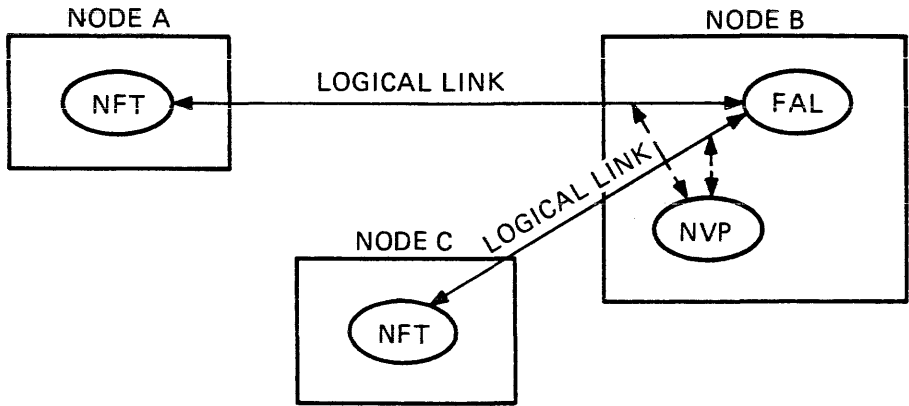 NODE A
NODE B
NFT
LOGICAL LINK
FAL
LOGICAL LINK
NVP
NODE C
NFT